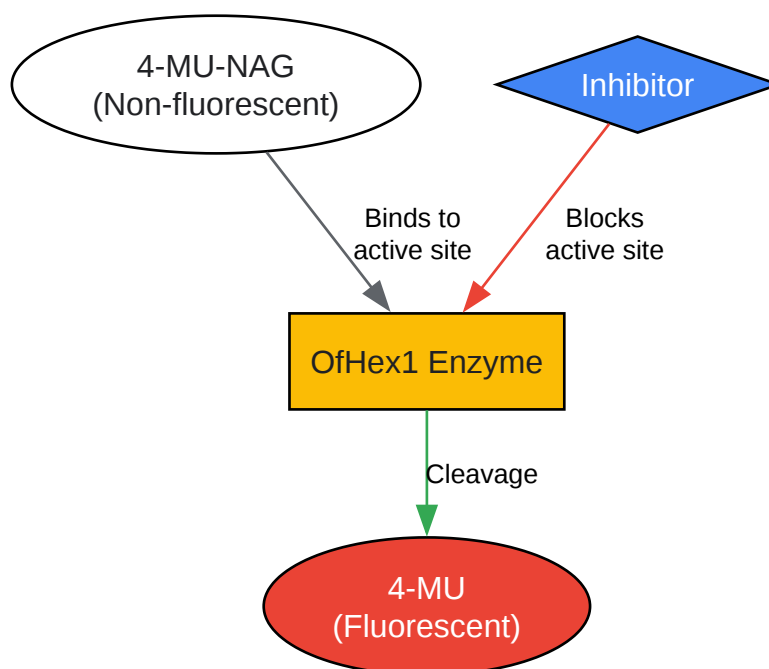 4-MU-NAG
(Non-fluorescent)
Inhibitor
Binds to
active site
Blocks
active site
OfHex1 Enzyme
Cleavage
4-MU
(Fluorescent)